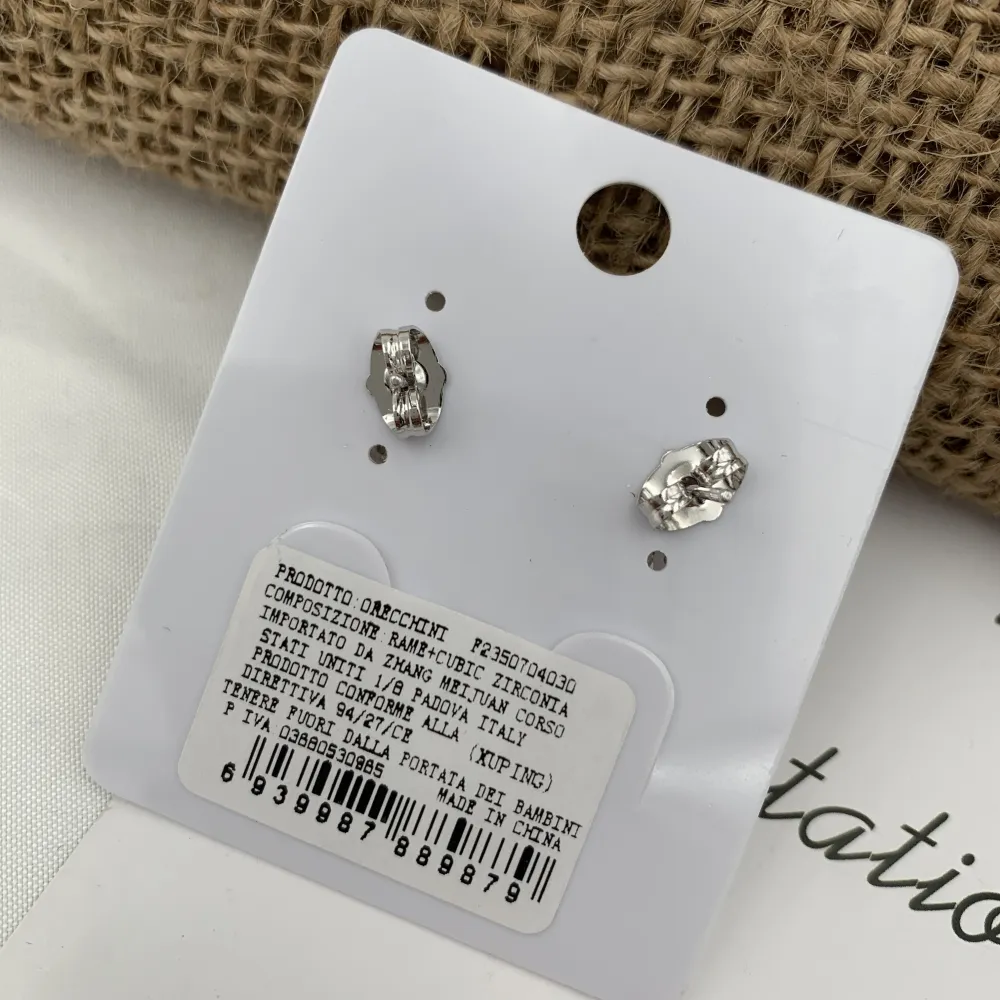 PRODOTTO:ORECCHINI F2350704030
COMPOSIZIONE:RAME+CUBIC ZIRCONIA
IMPORTATO DA ZHANG MEIJUAN CORSO
STATI UNITI 1/8 PADOVA ITALY
PRODOTTO CONFORME ALLA (XUPING)
DIRETTIVA 94/27/CE
TENERE FUORI DALLA PORTATA DEI BAMBINI
P IVA 03880530985 MADE IN CHINA
6 939987 889879
tatio